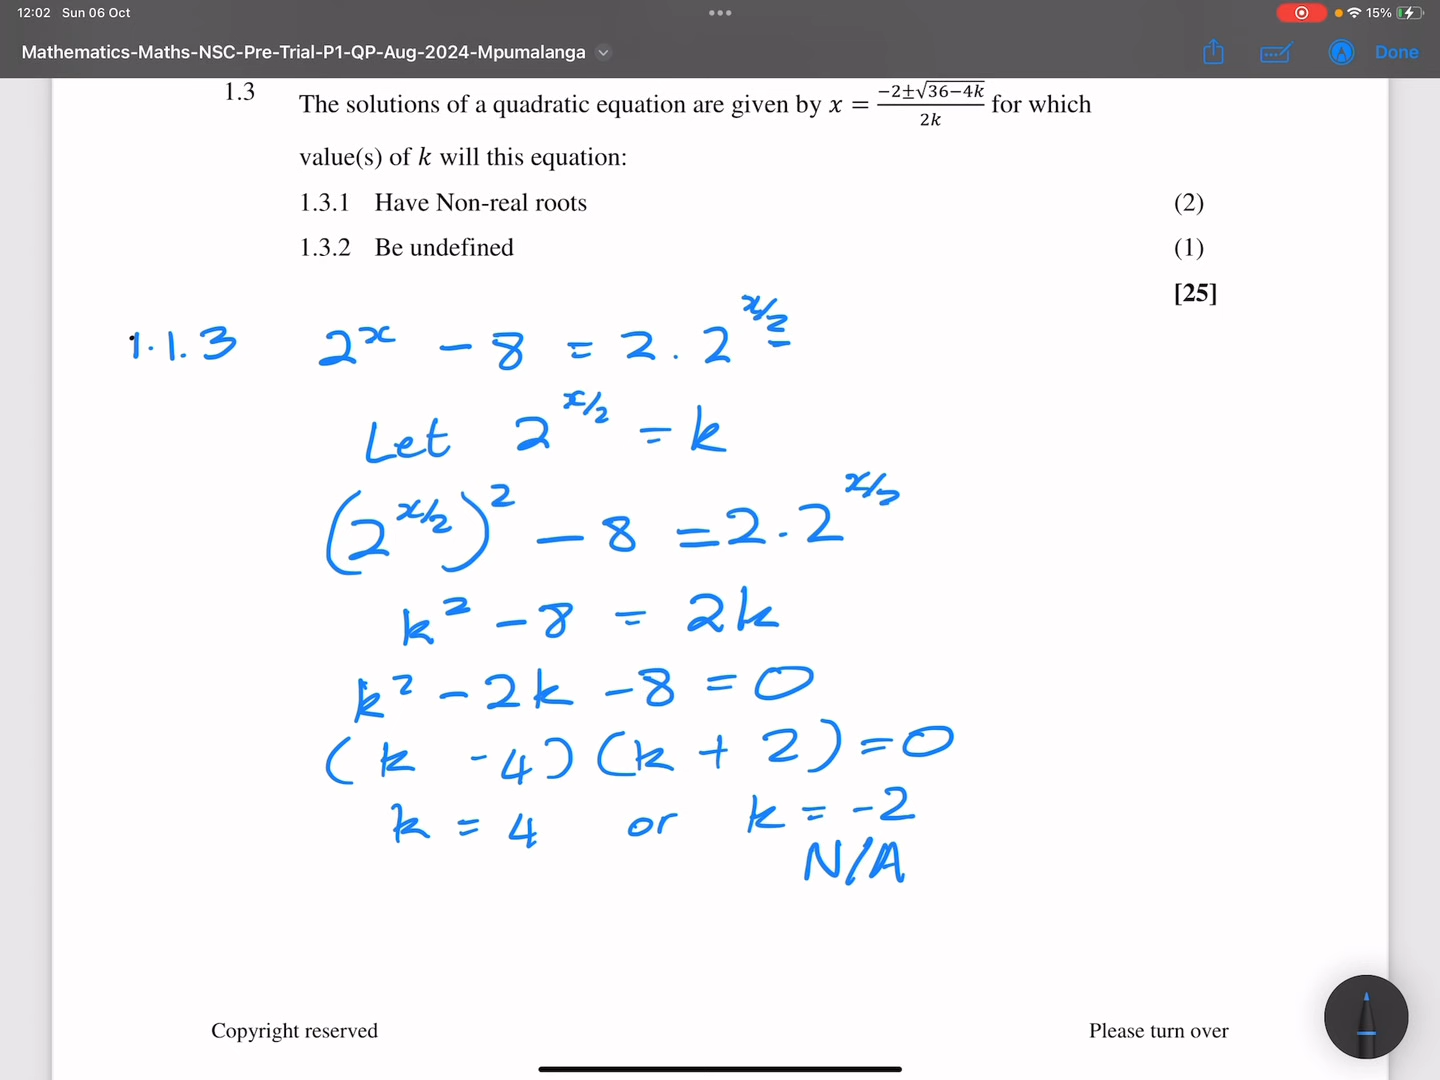 12:02 Sun 06 Oct
15%
Mathematics-Maths-NSC-Pre-Trial-P1-QP-Aug-2024-Mpumalanga
Done
1.3 The solutions of a quadratic equation are given by x = (−2±√36−4k)/2k for which
value(s) of k will this equation:
1.3.1 Have Non-real roots (2)
1.3.2 Be undefined (1)
[25]
1.1.3 2^x - 8 = 2 . 2^x/2
Let 2^x/2 = k
(2^x/2)^2 - 8 = 2 . 2^x/2
k^2 - 8 = 2k
k^2 - 2k - 8 = 0
(k - 4)(k + 2) = 0
k = 4 or k = -2
N/A
Copyright reserved Please turn over